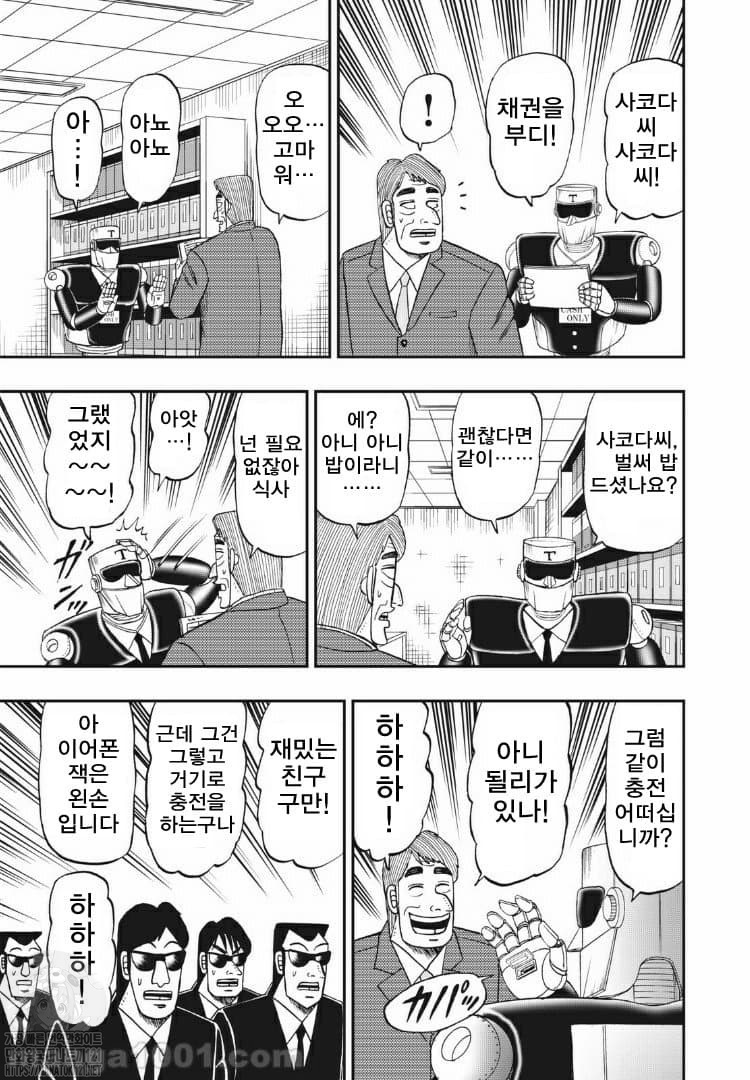 사코다
씨
사코다
씨!
채권을
부디!
!
T
CASH
ONLY
오
오오…
고마
워…
아뇨
아뇨
아
…!
T
사코다씨,
벌써 밥
드셨나요?
괜찮다면
같이……
에?
아니 아니
밥이라니
……
T
넌 필요
없잖아
식사
아앗
…!
그랬
었지
～～
～～!
T
ガーン
그럼
같이
충전
어떠십
니까?
아니
될리가
있나!
하
하
하
!
カパッ
재밌는
친구
구만!
근데 그건
그렇고
거기로
충전을
하는구나
아
이어폰
잭은
왼손
입니다
하
하
하
!